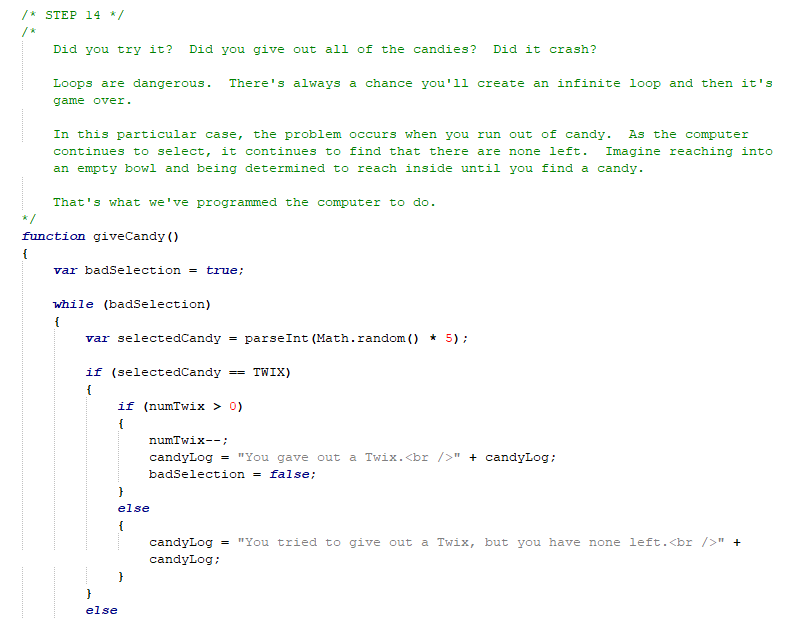 /* STEP 14 */
/*
Did you try it?  Did you give out all of the candies?  Did it crash?
Loops are dangerous.  There's always a chance you'll create an infinite loop and then it's
game over.
In this particular case, the problem occurs when you run out of candy.  As the computer
continues to select, it continues to find that there are none left.  Imagine reaching into
an empty bowl and being determined to reach inside until you find a candy.
That's what we've programmed the computer to do.
*/
function giveCandy()
{
var badSelection = true;
while (badSelection)
{
var selectedCandy = parseInt(Math.random() * 5);
if (selectedCandy == TWIX)
{
if (numTwix > 0)
{
numTwix--;
candyLog = "You gave out a Twix.<br />" + candyLog;
badSelection = false;
}
else
{
candyLog = "You tried to give out a Twix, but you have none left.<br />" +
candyLog;
}
}
else